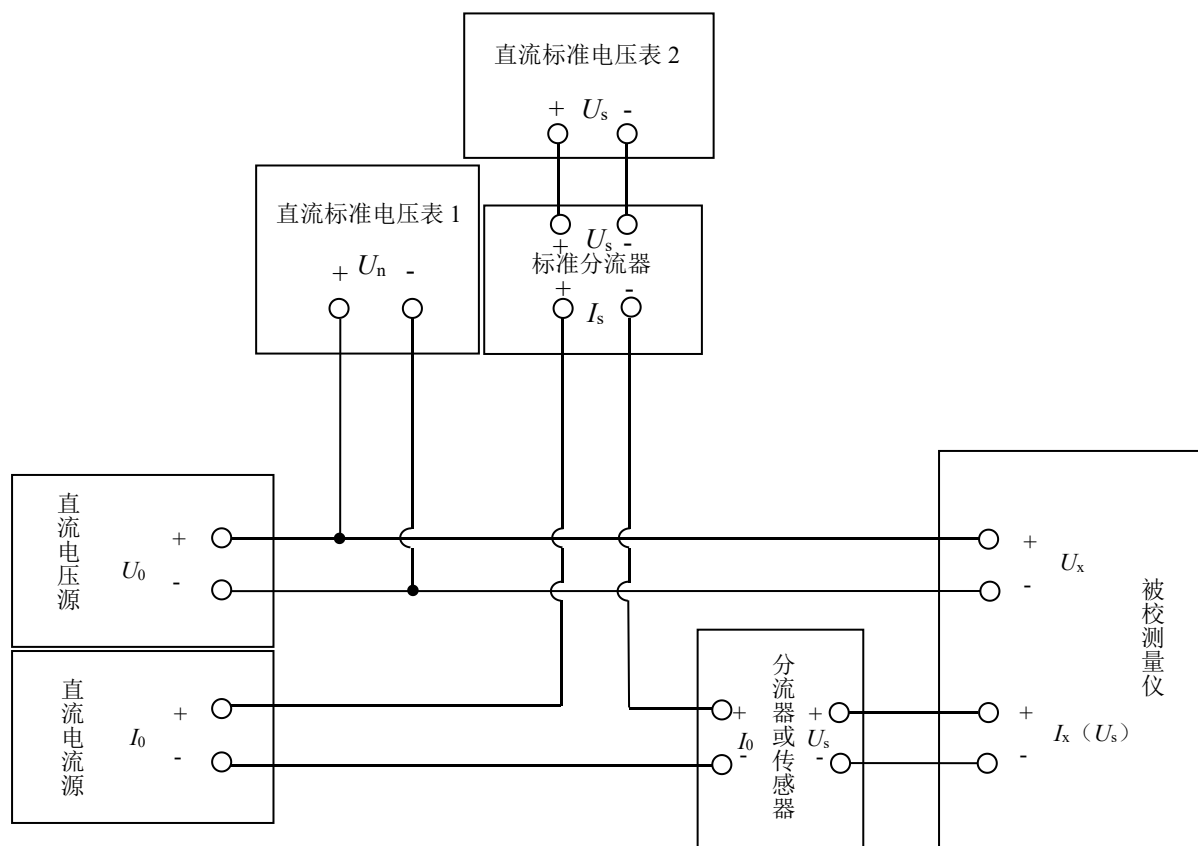 直流标准电压表 2
+ Us -
直流标准电压表 1
+ Un -
+ Us -
标准分流器
+ -
Is
直流电压源
U0
+
-
+
-
Ux
被校测量仪
直流电流源
I0
+
-
分流器或传感器
+
I0
-
+
Us
-
+
-
Ix（Us）